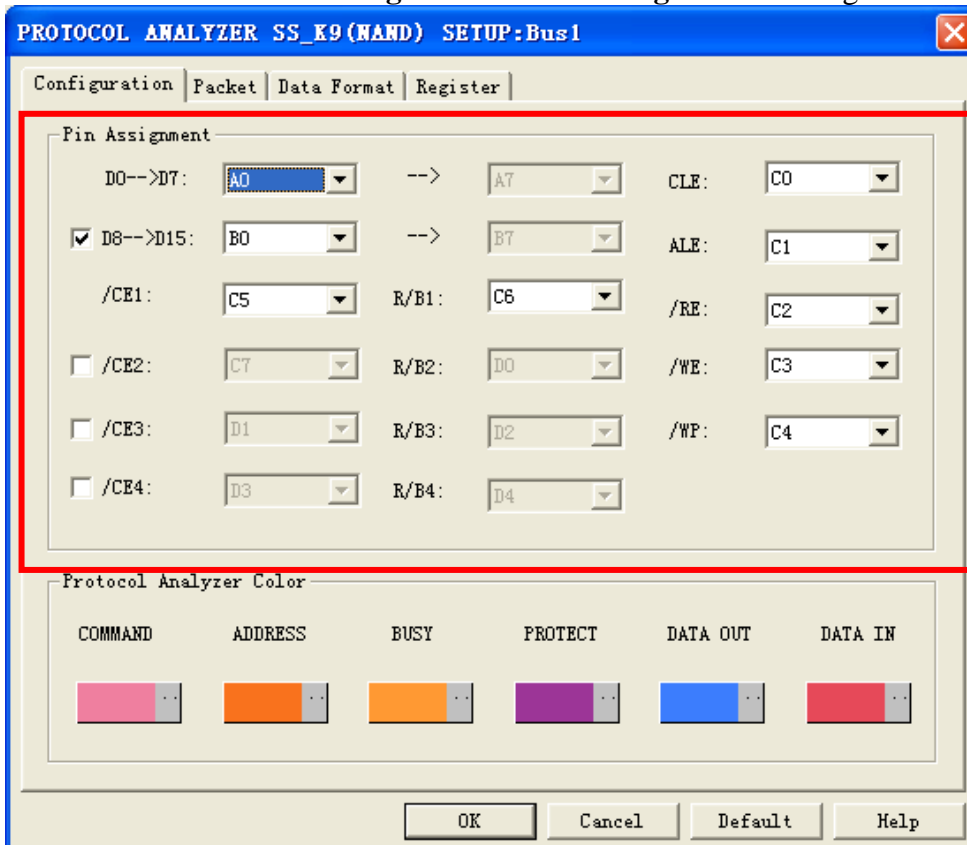 PROTOCOL ANALYZER SS_K9(NAND) SETUP:Bus1
Configuration Packet Data Format Register
Pin Assignment
D0-->D7: A0 --> A7 CLE: C0
D8-->D15: B0 --> B7 ALE: C1
/CE1: C5 R/B1: C6 /RE: C2
/CE2: C7 R/B2: D0 /WE: C3
/CE3: D1 R/B3: D2 /WP: C4
/CE4: D3 R/B4: D4
Protocol Analyzer Color
COMMAND ADDRESS BUSY PROTECT DATA OUT DATA IN
OK Cancel Default Help